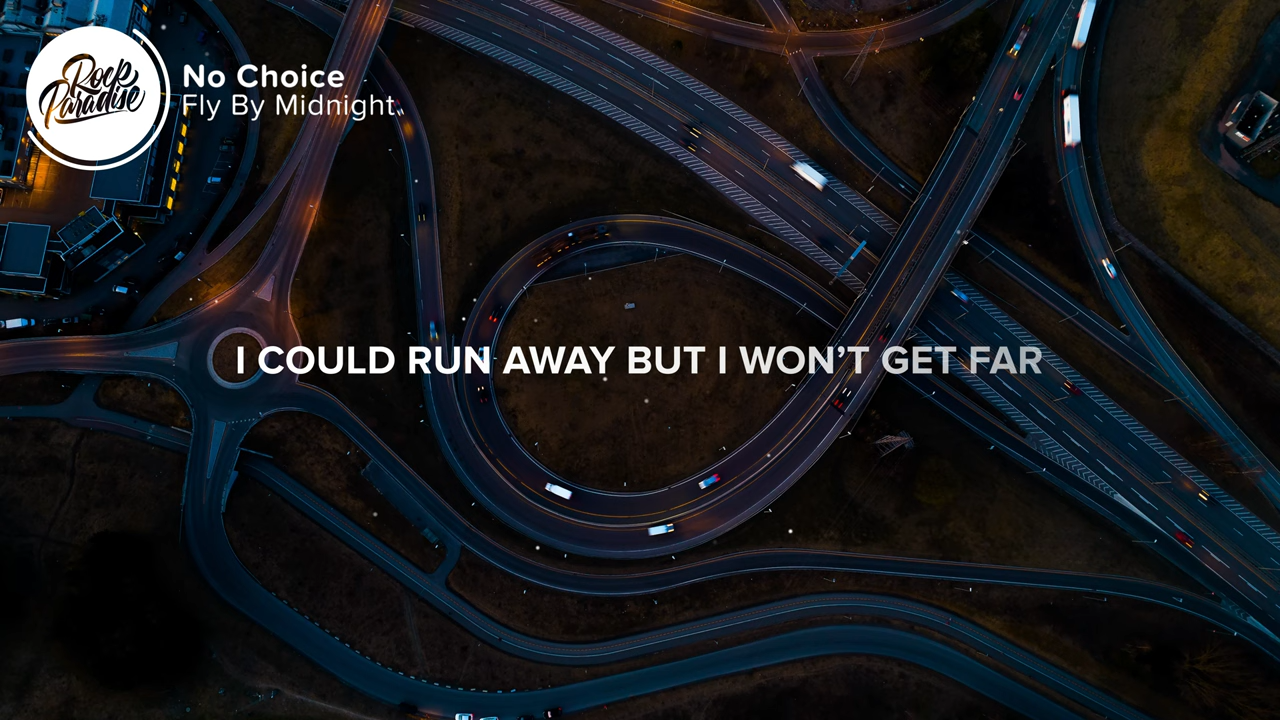 Rock
Paradise
No Choice
Fly By Midnight
I COULD RUN AWAY BUT I WON’T GET FAR